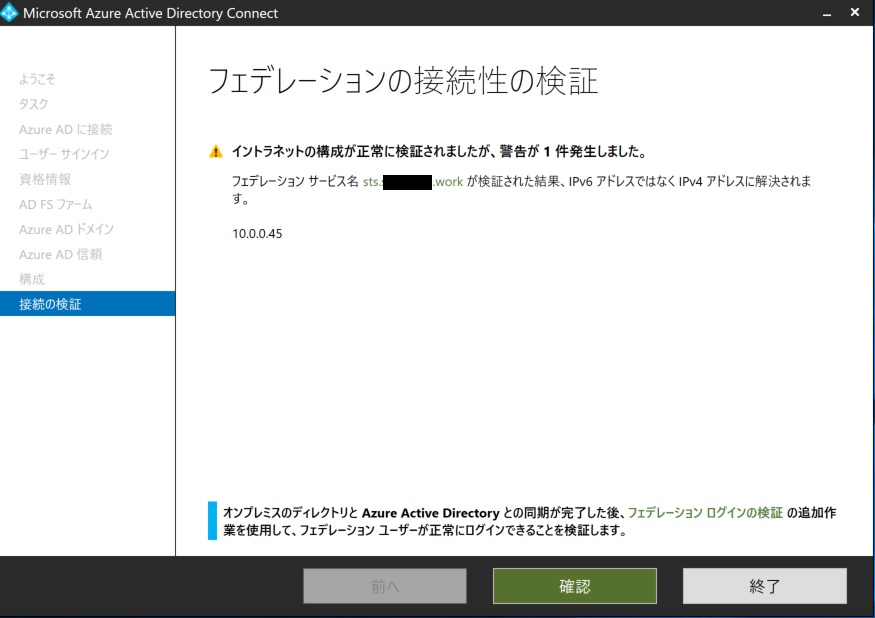 Microsoft Azure Active Directory Connect
ようこそ
タスク
Azure AD に接続
ユーザー サインイン
資格情報
AD FS ファーム
Azure AD ドメイン
Azure AD 信頼
構成
接続の検証
フェデレーションの接続性の検証
イントラネットの構成が正常に検証されましたが、警告が 1 件発生しました。
フェデレーション サービス名 sts. .work が検証された結果、IPv6 アドレスではなく IPv4 アドレスに解決されま
す。
10.0.0.45
オンプレミスのディレクトリと Azure Active Directory との同期が完了した後、フェデレーション ログインの検証 の追加作
業を使用して、フェデレーション ユーザーが正常にログインできることを検証します。
前へ
確認
終了